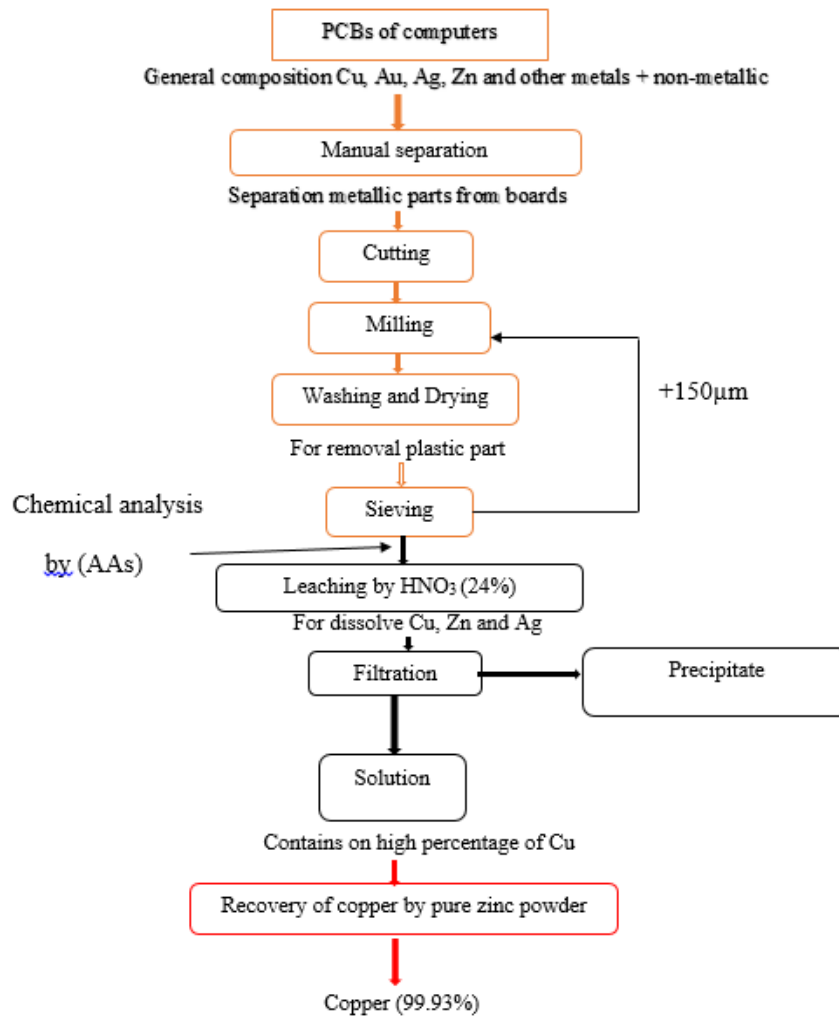 PCBs of computers
General composition Cu, Au, Ag, Zn and other metals + non-metallic
Manual separation
Separation metallic parts from boards
Cutting
Milling
+150µm
Washing and Drying
For removal plastic part
Chemical analysis
by (AAs)
Sieving
Leaching by HNO₃ (24%)
For dissolve Cu, Zn and Ag
Filtration
Precipitate
Solution
Contains on high percentage of Cu
Recovery of copper by pure zinc powder
Copper (99.93%)